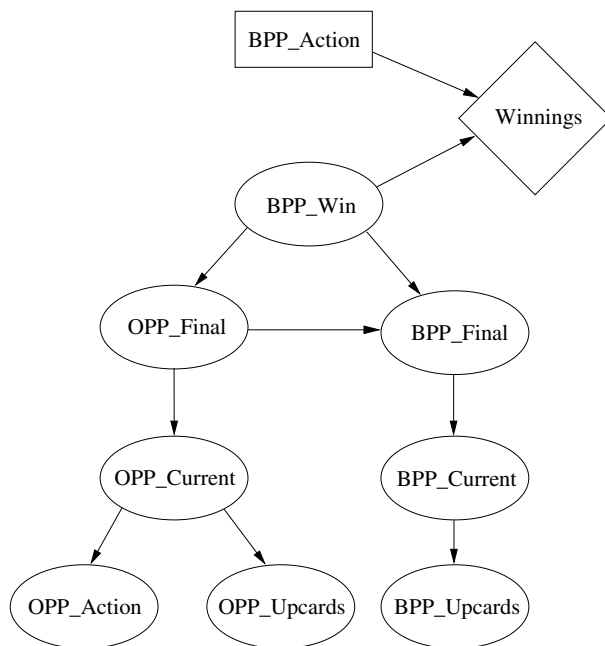 BPP_Action
Winnings
BPP_Win
OPP_Final
BPP_Final
OPP_Current
BPP_Current
OPP_Action
OPP_Upcards
BPP_Upcards